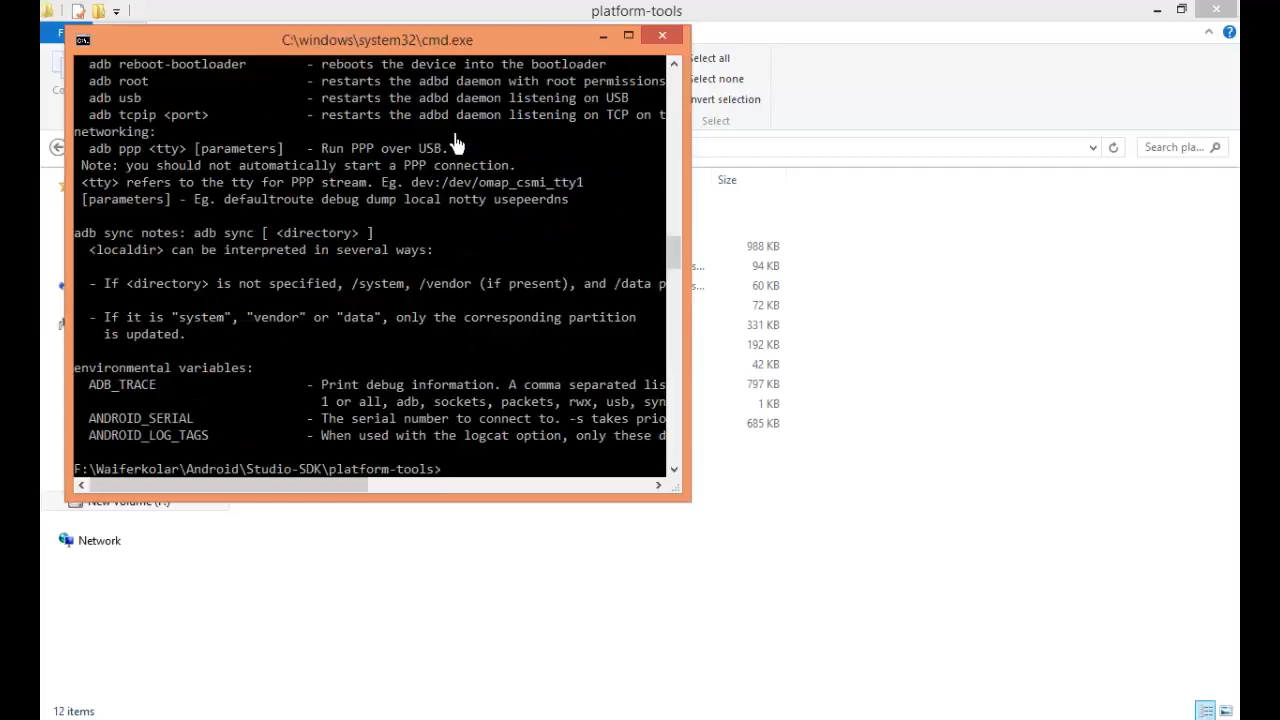 platform-tools
C:\windows\system32\cmd.exe
adb reboot-bootloader - reboots the device into the bootloader
adb root - restarts the adbd daemon with root permissions
adb usb - restarts the adbd daemon listening on USB
adb tcpip <port> - restarts the adbd daemon listening on TCP on t
networking:
adb ppp <tty> [parameters] - Run PPP over USB.
Note: you should not automatically start a PPP connection.
<tty> refers to the tty for PPP stream. Eg. dev:/dev/omap_csmi_tty1
[parameters] - Eg. defaultroute debug dump local notty usepeerdns
adb sync notes: adb sync [ <directory> ]
<localdir> can be interpreted in several ways:
- If <directory> is not specified, /system, /vendor (if present), and /data p
- If it is "system", "vendor" or "data", only the corresponding partition
is updated.
environmental variables:
ADB_TRACE - Print debug information. A comma separated lis
1 or all, adb, sockets, packets, rwx, usb, syn
ANDROID_SERIAL - The serial number to connect to. -s takes prio
ANDROID_LOG_TAGS - When used with the logcat option, only these d
F:\Waiferkolar\Android\Studio-SDK\platform-tools>
F
Co
elect all
elect none
nvert selection
Select
Search pla...
Size
988 KB
s... 94 KB
s... 60 KB
72 KB
331 KB
192 KB
42 KB
797 KB
1 KB
685 KB
New Volume (F:)
Network
12 items